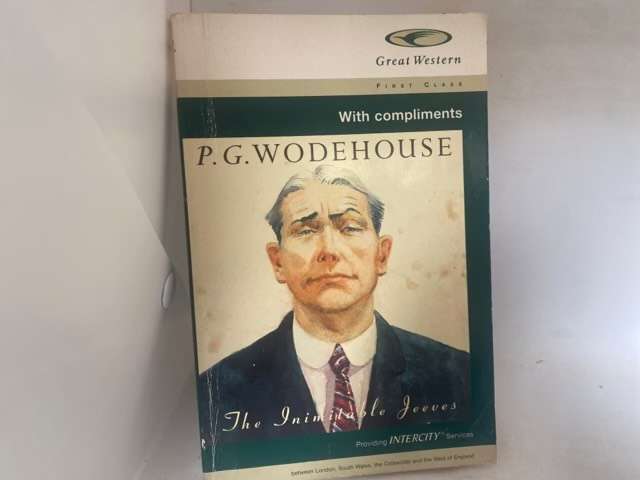 Great Western
FIRST CLASS
With compliments
P.G. WODEHOUSE
The Inimitable Jeeves
Providing INTERCITY™ Services
between London, South Wales, the Cotswolds and the West of England